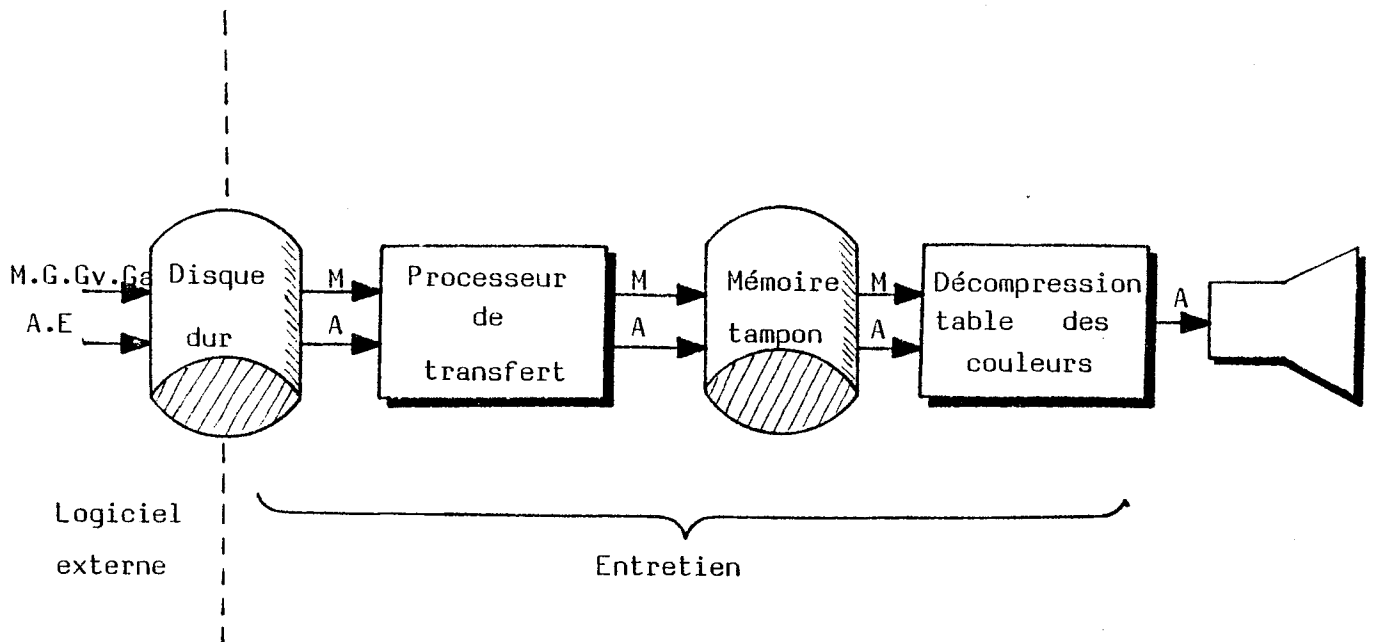 M.G.Gv.Ga
A.E
Disque
dur
M
A
Processeur
de
transfert
M
A
Mémoire
tampon
M
A
Décompression
table des
couleurs
A
Logiciel
externe
Entretien